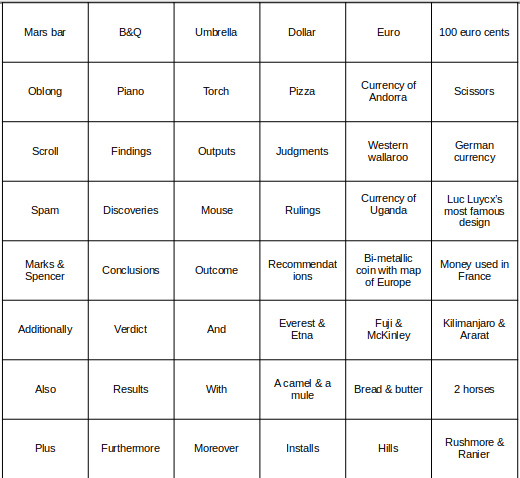 Mars bar
B&Q
Umbrella
Dollar
Euro
100 euro cents
Oblong
Piano
Torch
Pizza
Currency of
Andorra
Scissors
Scroll
Findings
Outputs
Judgments
Western
wallaroo
German
currency
Spam
Discoveries
Mouse
Rulings
Currency of
Uganda
Luc Luycx's
most famous
design
Marks &
Spencer
Conclusions
Outcome
Recommendat
ions
Bi-metallic
coin with map
of Europe
Money used in
France
Additionally
Verdict
And
Everest &
Etna
Fuji &
McKinley
Kilimanjaro &
Ararat
Also
Results
With
A camel & a
mule
Bread & butter
2 horses
Plus
Furthermore
Moreover
Installs
Hills
Rushmore &
Ranier